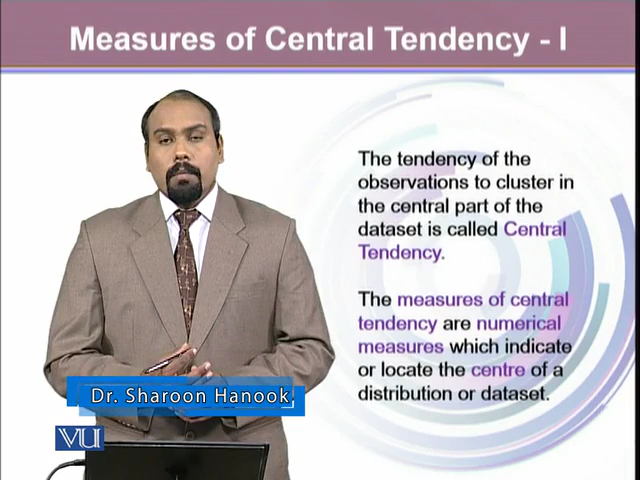 Measures of Central Tendency - I
The tendency of the
observations to cluster in
the central part of the
dataset is called Central
Tendency.
The measures of central
tendency are numerical
measures which indicate
or locate the centre of a
distribution or dataset.
Dr. Sharoon Hanook
VU